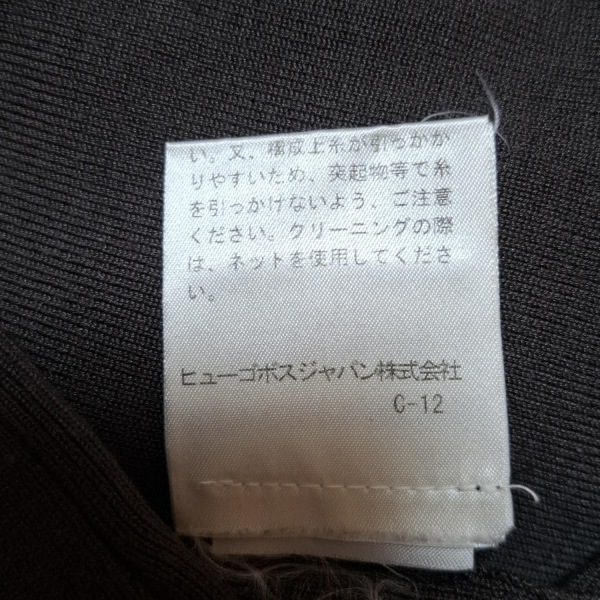 い。又、構成上糸が引っかか
りやすいため、突起物等で糸
を引っかけないよう、ご注意
ください。クリーニングの際
は、ネットを使用してくださ
い。
ヒューゴボスジャパン株式会社
C-12